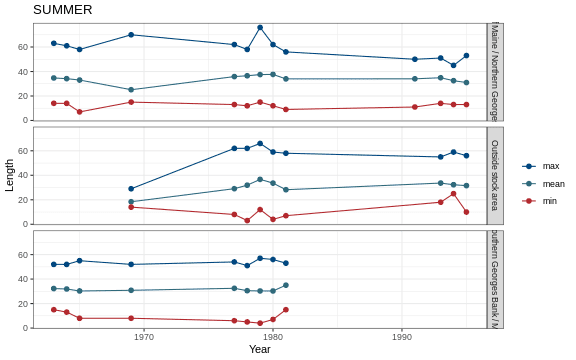 SUMMER
60
40
20
0
Maine / Northern George
60
40
20
0
Outside
stock area
60
40
20
0
Georges Bank / M
1970
1980
1990
Year
Length
max
mean
min